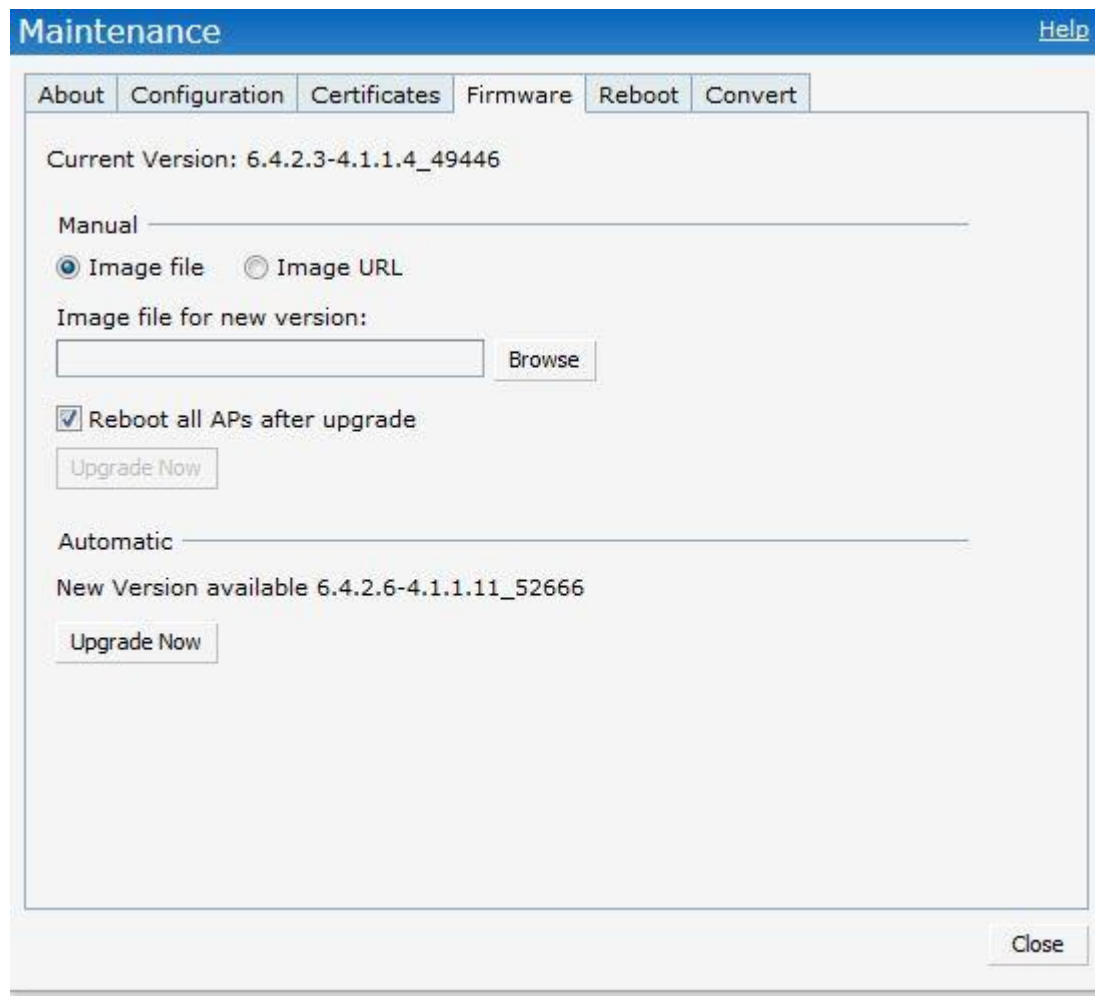 Maintenance Help
About Configuration Certificates Firmware Reboot Convert
Current Version: 6.4.2.3-4.1.1.4_49446
Manual
Image file Image URL
Image file for new version:
Browse
Reboot all APs after upgrade
Upgrade Now
Automatic
New Version available 6.4.2.6-4.1.1.11_52666
Upgrade Now
Close